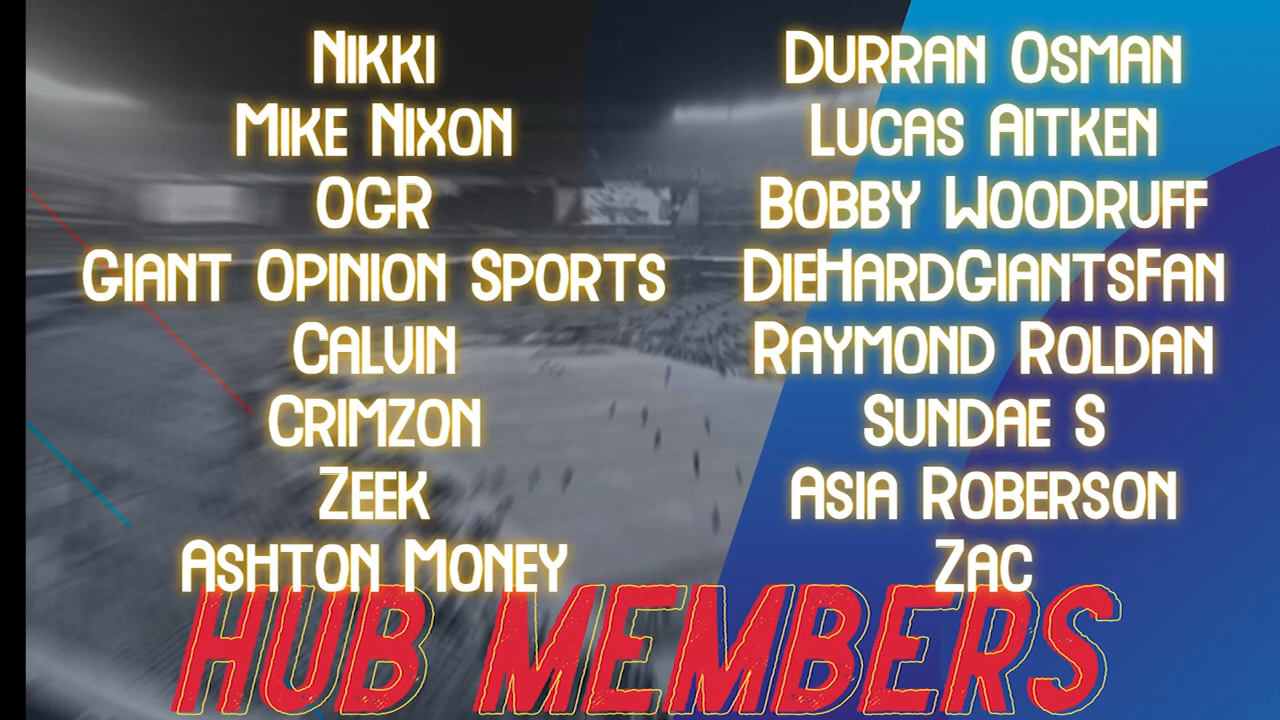 Nikki
Mike Nixon
OGR
Giant Opinion Sports
Calvin
Crimzon
Zeek
Ashton Money
Durran Osman
Lucas Aitken
Bobby Woodruff
DieHardGiantsFan
Raymond Roldan
Sundae S
Asia Roberson
Zac
HUB MEMBERS